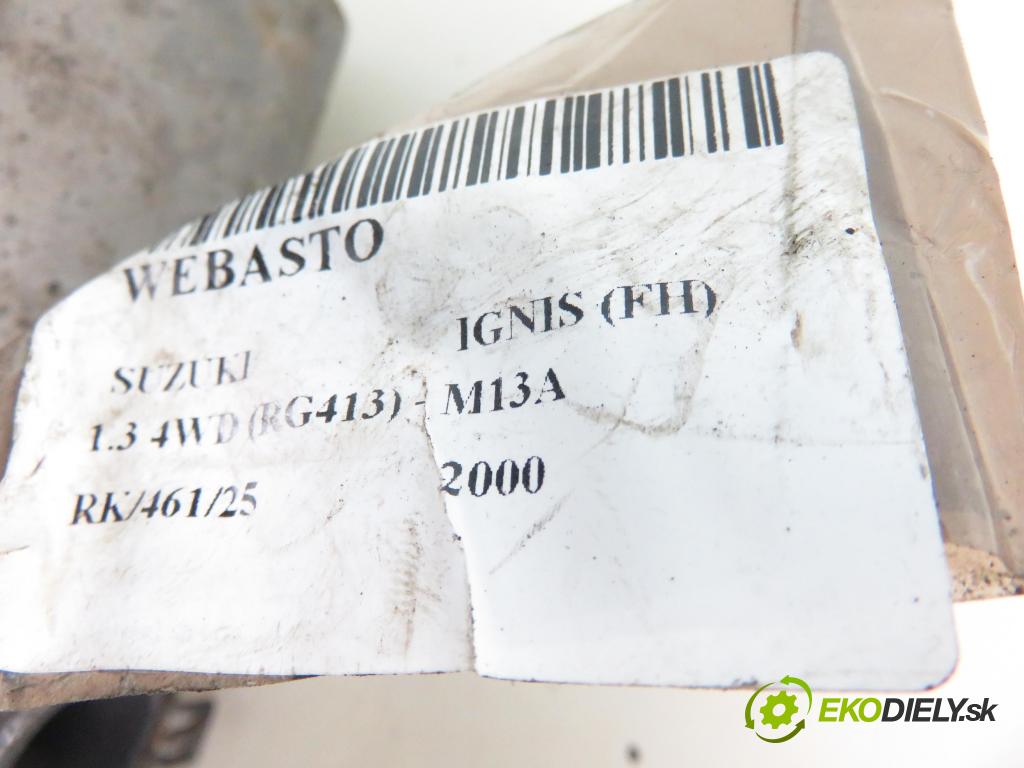 WEBASTO
SUZUKI IGNIS (FH)
1.3 4WD (RG413) - M13A
RK/461/25 2000
EKODIELY.sk